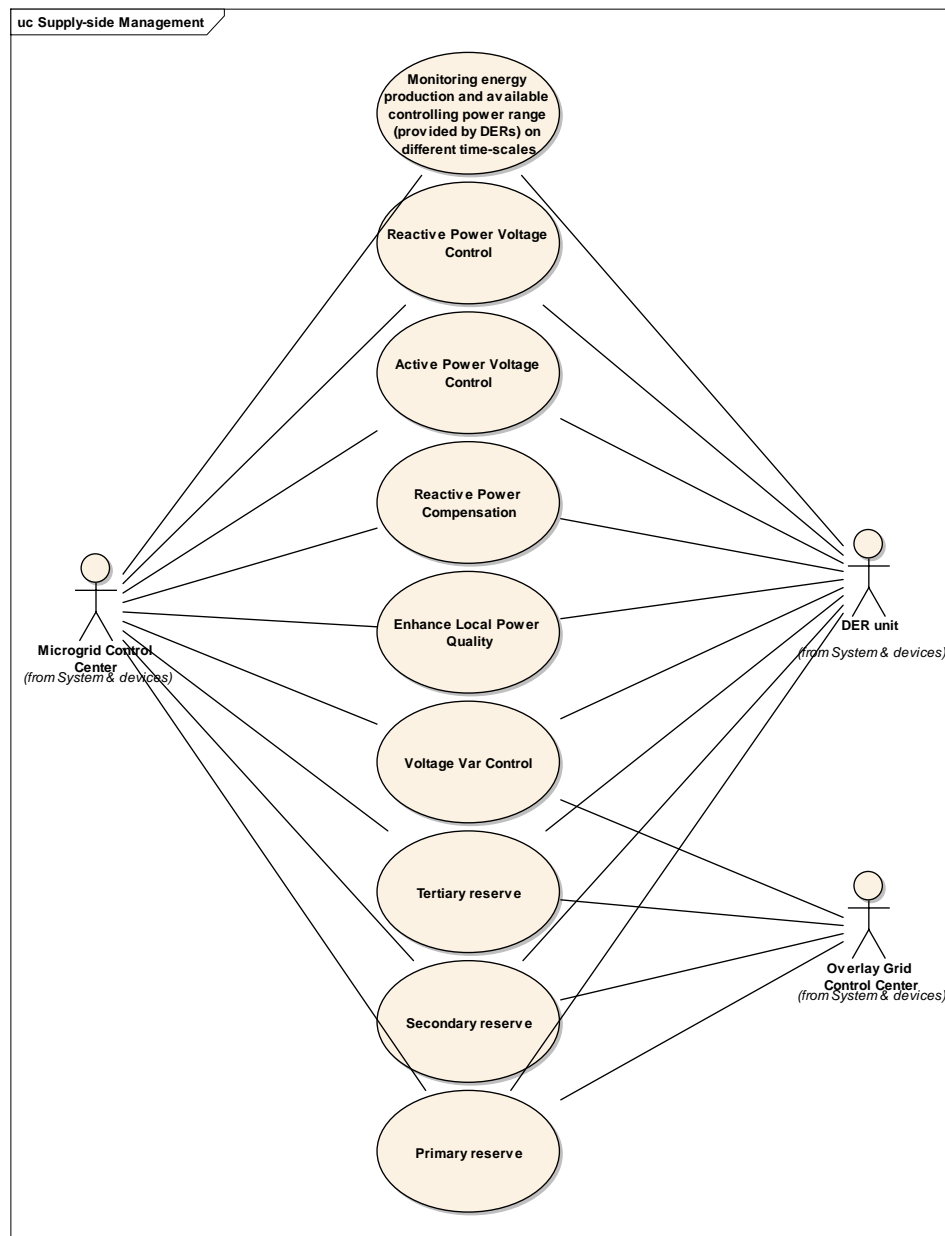 uc Supply-side Management
Monitoring energy
production and available
controlling power range
(provided by DERs) on
different time-scales
Reactive Power Voltage
Control
Active Power Voltage
Control
Reactive Power
Compensation
Enhance Local Power
Quality
Microgrid Control
Center
(from System & devices)
DER unit
(from System & devices)
Voltage Var Control
Tertiary reserve
Overlay Grid
Control Center
(from System & devices)
Secondary reserve
Primary reserve